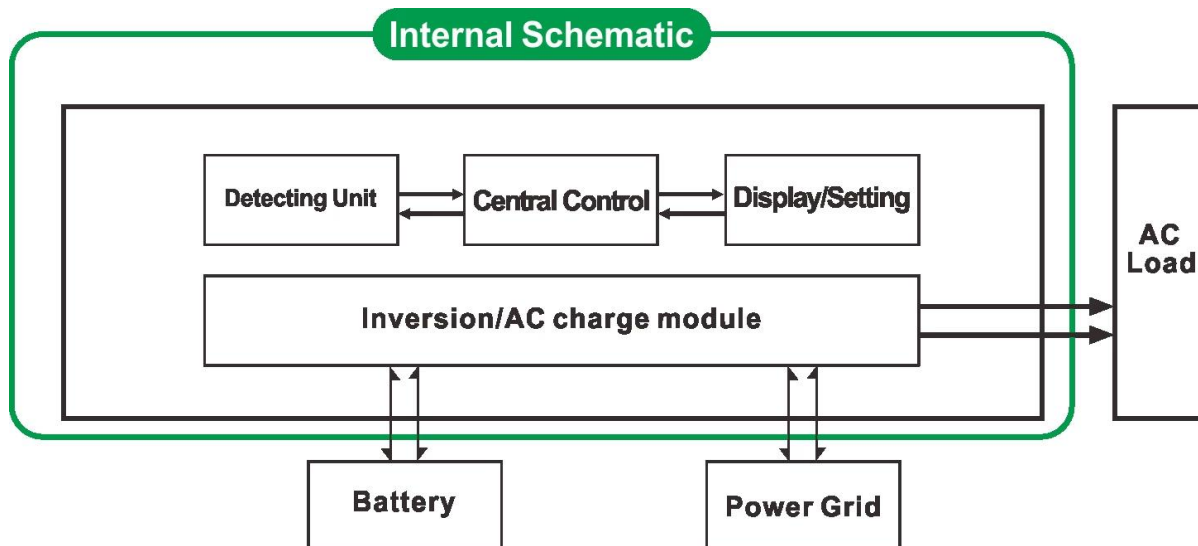 Internal Schematic
Detecting Unit
Central Control
Display/Setting
AC
Load
Inversion/AC charge module
Battery
Power Grid